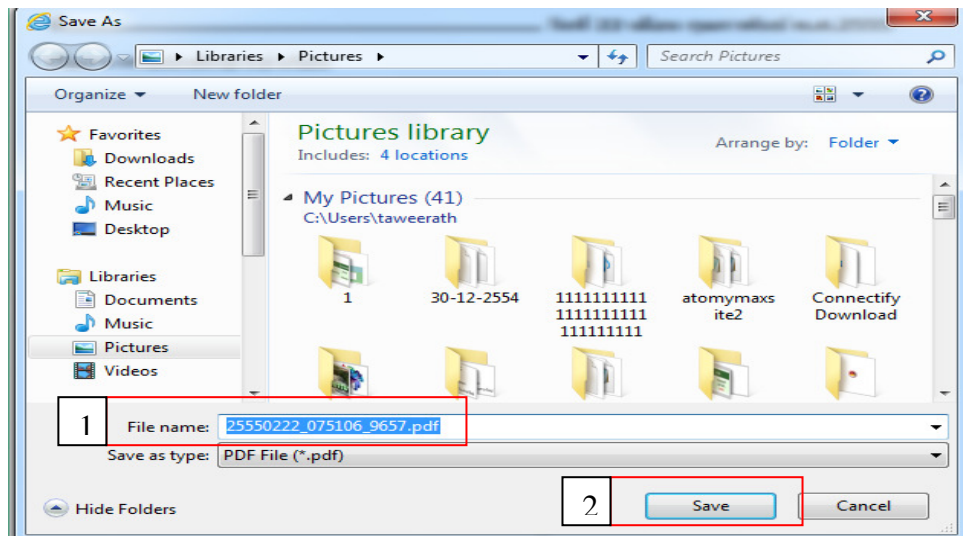 Save As
Libraries Pictures
Search Pictures
Organize New folder
Favorites
Downloads
Recent Places
Music
Desktop
Libraries
Documents
Music
Pictures
Videos
Pictures library
Includes: 4 locations
Arrange by: Folder
My Pictures (41)
C:\Users\taweerath
1
30-12-2554
1111111111
1111111111
111111111
atomymaxs
ite2
Connectify
Download
1
File name: 25550222_075106_9657.pdf
Save as type: PDF File (*.pdf)
Hide Folders
2
Save
Cancel